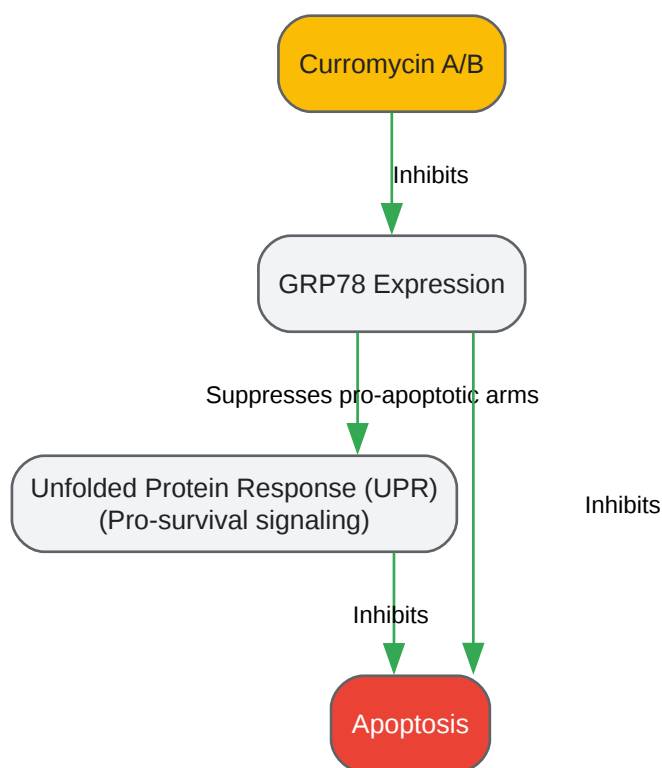 Curromycin A/B
Inhibits
GRP78 Expression
Suppresses pro-apoptotic arms
Unfolded Protein Response (UPR)
(Pro-survival signaling)
Inhibits
Inhibits
Apoptosis